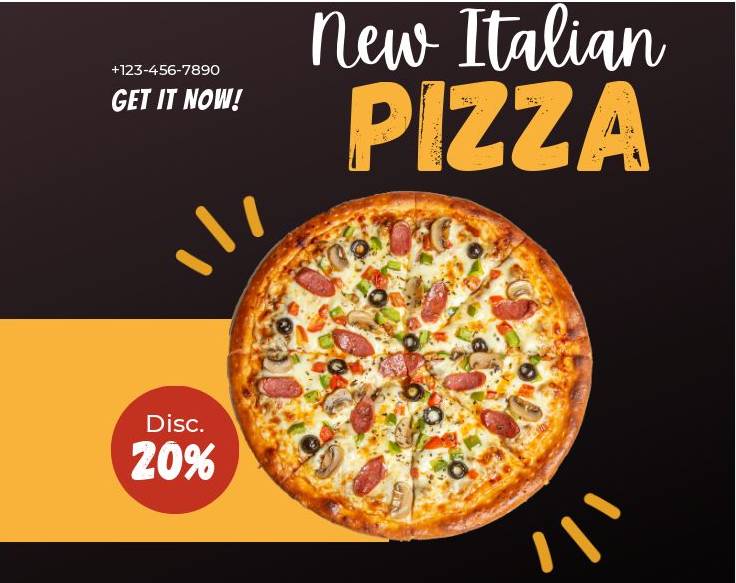 New Italian
PIZZA
+123-456-7890
GET IT NOW!
Disc.
20%